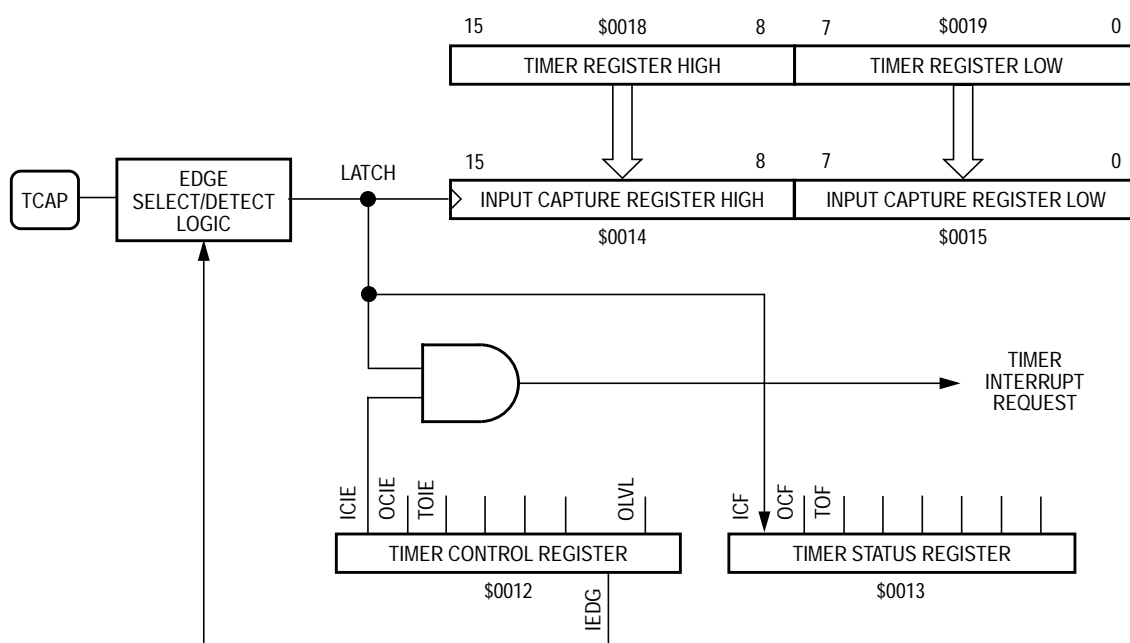 15 $0018 8 7 $0019 0
TIMER REGISTER HIGH TIMER REGISTER LOW
15 8 7 0
TCAP
EDGE
SELECT/DETECT
LOGIC
LATCH
INPUT CAPTURE REGISTER HIGH INPUT CAPTURE REGISTER LOW
$0014 $0015
TIMER
INTERRUPT
REQUEST
ICIE
OCIE
TOIE
OLVL
ICF
OCF
TOF
TIMER CONTROL REGISTER TIMER STATUS REGISTER
$0012 $0013
IEDG